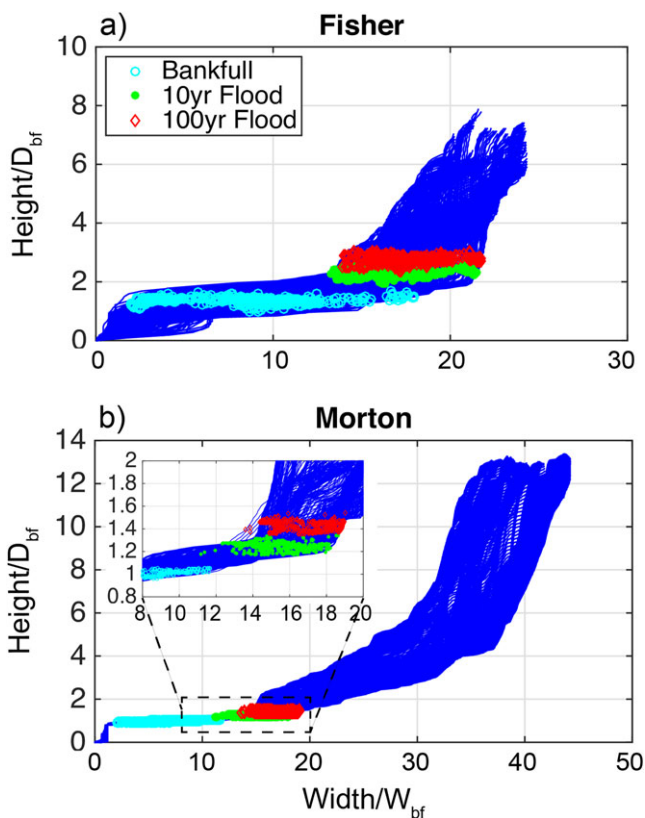 a) Fisher
10
8
6
4
2
0
Height/D_bf
Bankfull
10yr Flood
100yr Flood
0 10 20 30
b) Morton
14
12
10
8
6
4
2
0
Height/D_bf
2
1.8
1.6
1.4
1.2
1
0.8
8 10 12 14 16 18 20
0 10 20 30 40 50
Width/W_bf